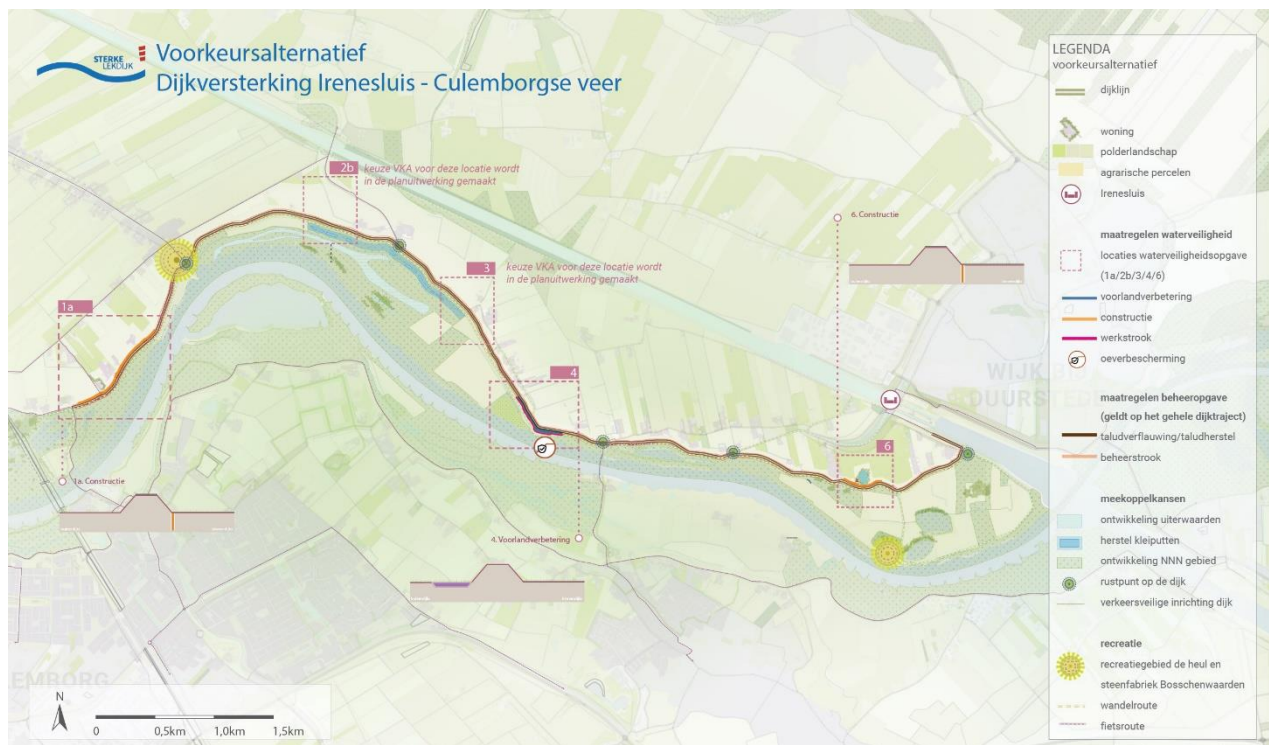 STERKE
LEKDIJK
Voorkeursalternatief
Dijkversterking Irenesluis - Culemborgse veer
2b
keuze VKA voor deze locatie wordt
in de planuitwerking gemaakt
3
keuze VKA voor deze locatie wordt
in de planuitwerking gemaakt
1a
4
6
6. Constructie
1a. Constructie
4. Voorlandverbetering
WIJK BIJ
DUURSTEDE
EMBORG
N
0
0,5km
1,0km
1,5km
LEGENDA
voorkeursalternatief
dijklijn
woning
polderlandschap
agrarische percelen
Irenesluis
maatregelen waterveiligheid
locaties waterveiligheidsopgave
(1a/2b/3/4/6)
voorlandverbetering
constructie
werkstrook
oeverbescherming
maatregelen beheeropgave
(geldt op het gehele dijktraject)
taludverflauwing/taludherstel
beheerstrook
meekoppelkansen
ontwikkeling uiterwaarden
herstel kleiputten
ontwikkeling NNN gebied
rustpunt op de dijk
verkeersveilige inrichting dijk
recreatie
recreatiegebied de heul en
steenfabriek Bosschenwaarden
wandelroute
fietsroute